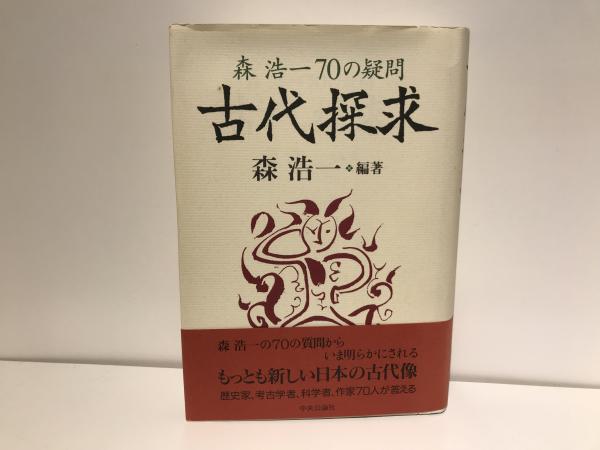 森 浩一70の疑問
古代探求
森 浩一❖編著
森 浩一の70の質問から
いま明らかにされる
もっとも新しい日本の古代像
歴史家、考古学者、科学者、作家70人が答える
中央公論社